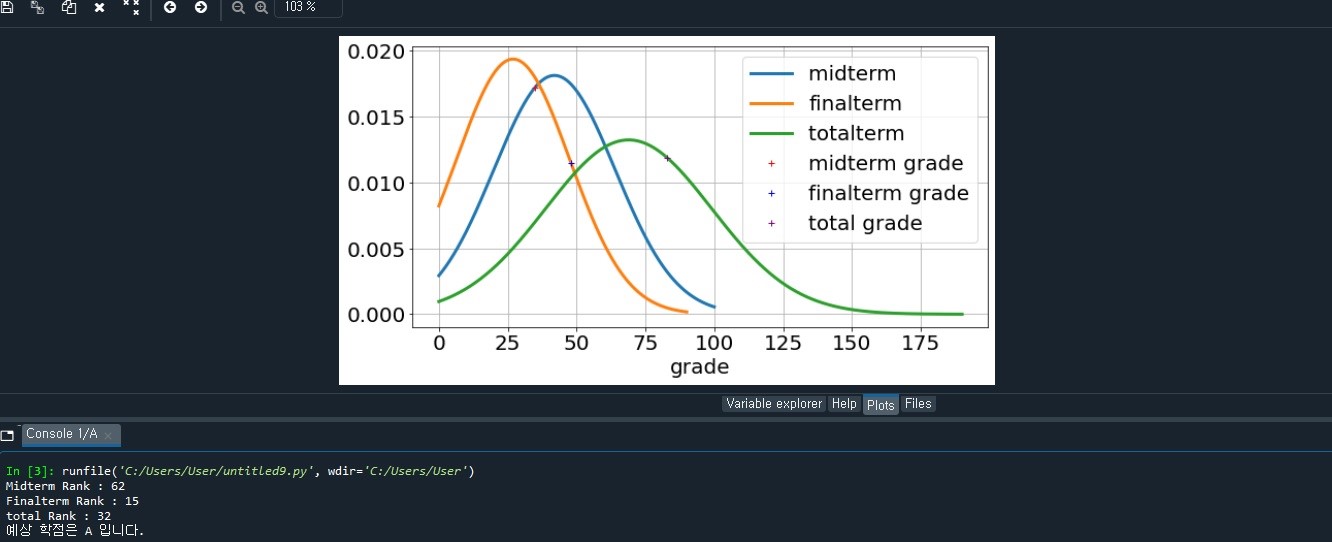 103 %
0.020
0.015
0.010
0.005
0.000
0 25 50 75 100 125 150 175
grade
midterm
finalterm
totalterm
midterm grade
finalterm grade
total grade
Variable explorer Help Plots Files
Console 1/A
In [3]: runfile('C:/Users/User/untitled9.py', wdir='C:/Users/User')
Midterm Rank : 62
Finalterm Rank : 15
total Rank : 32
예상 학점은 A 입니다.